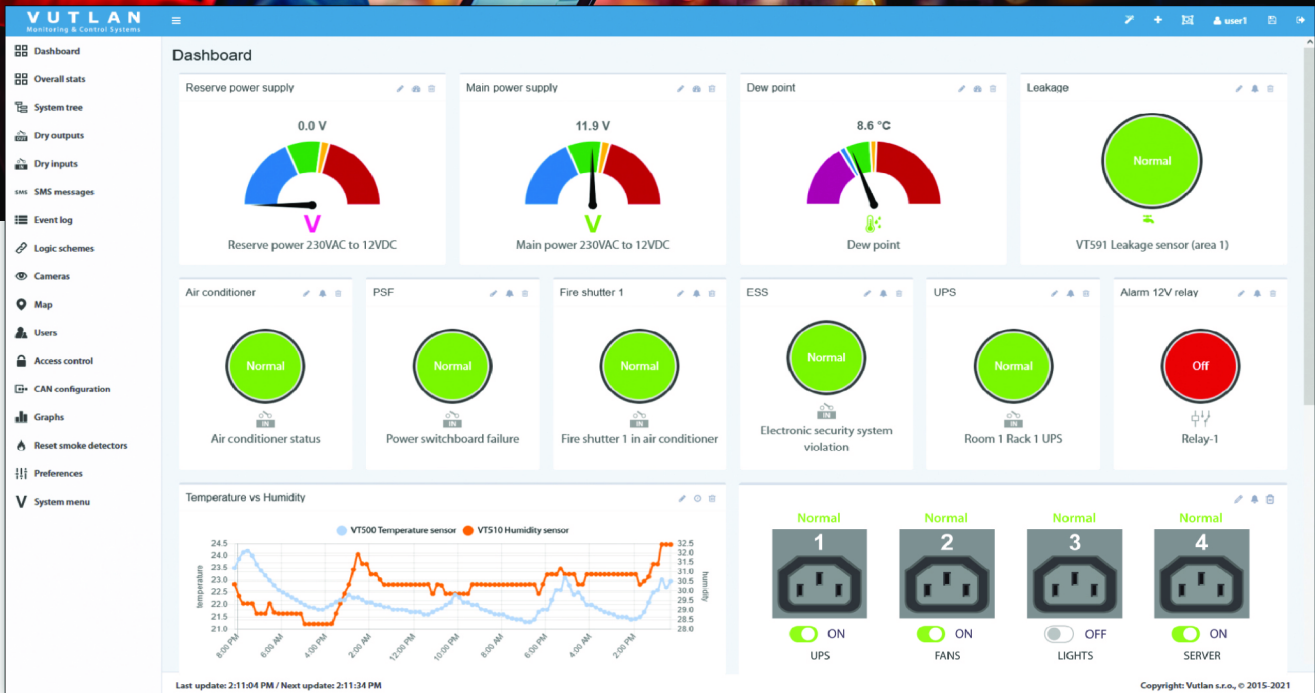 VUTLAN
Monitoring & Control Systems
user1
Dashboard
Overall stats
System tree
Dry outputs
Dry inputs
SMS SMS messages
Event log
Logic schemes
Cameras
Map
Users
Access control
CAN configuration
Graphs
Reset smoke detectors
Preferences
V System menu
Dashboard
Reserve power supply
0.0 V
V
Reserve power 230VAC to 12VDC
Main power supply
11.9 V
V
Main power 230VAC to 12VDC
Dew point
8.6 °C
Dew point
Leakage
Normal
VT591 Leakage sensor (area 1)
Air conditioner
Normal
IN
Air conditioner status
PSF
Normal
IN
Power switchboard failure
Fire shutter 1
Normal
IN
Fire shutter 1 in air conditioner
ESS
Normal
IN
Electronic security system
violation
UPS
Normal
IN
Room 1 Rack 1 UPS
Alarm 12V relay
Off
Relay-1
Temperature vs Humidity
VT500 Temperature sensor VT510 Humidity sensor
temperature
24.5
24.0
23.5
23.0
22.5
22.0
21.5
21.0
32.5
32.0
31.5
31.0
30.5
30.0
29.5
29.0
28.5
28.0
humidity
8:00 PM 6:00 AM 4:00 PM 2:00 AM 12:00 PM 10:00 PM 8:00 AM 6:00 PM 4:00 AM 2:00 PM
Normal Normal Normal Normal
1 2 3 4
ON ON OFF ON
UPS FANS LIGHTS SERVER
Last update: 2:11:04 PM / Next update: 2:11:34 PM
Copyright: Vutlan s.r.o., © 2015-2021